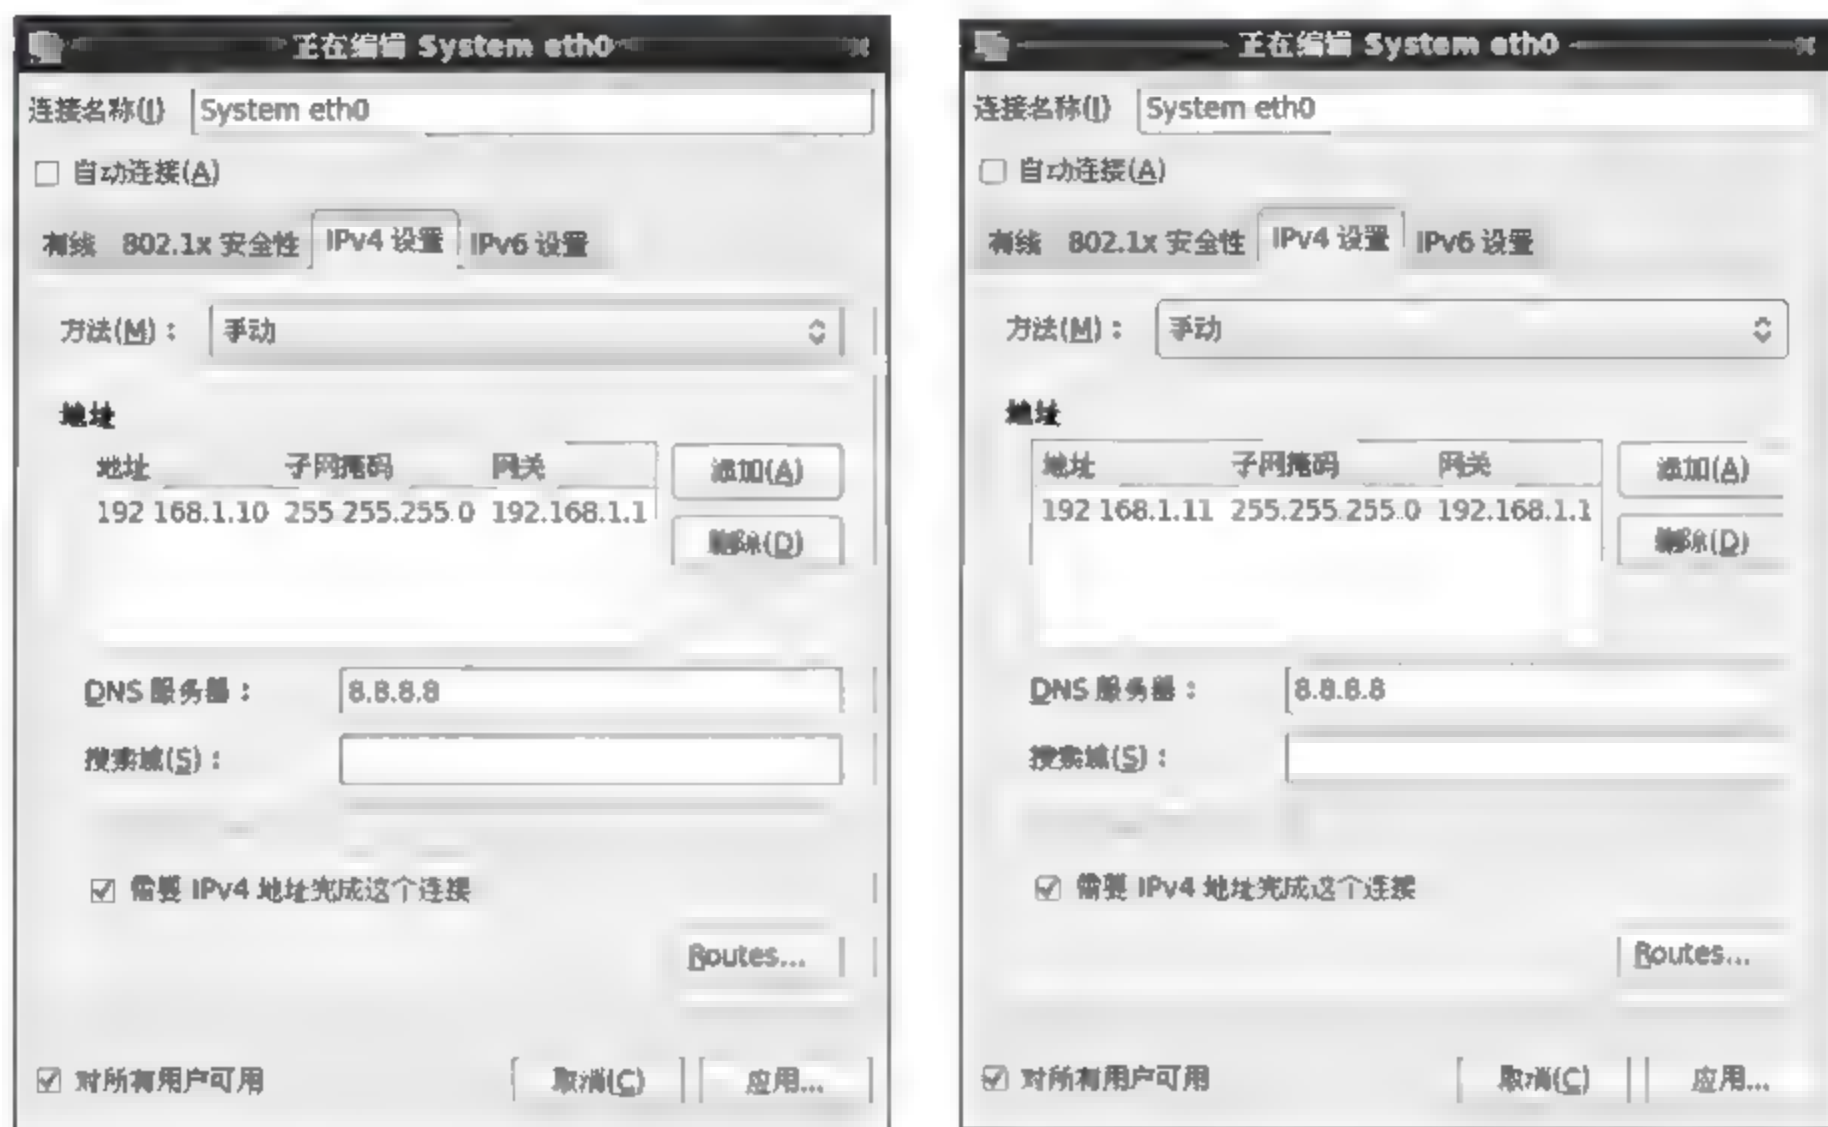 正在编辑 System eth0
连接名称(I) System eth0
自动连接(A)
有线 802.1x 安全性 IPv4 设置 IPv6 设置
方法(M)： 手动
地址
地址 子网掩码 网关 添加(A)
192 168.1.10 255 255.255.0 192.168.1.1
删除(D)
DNS 服务器： 8.8.8.8
搜索域(S)：
需要 IPv4 地址完成这个连接
Routes...
对所有用户可用 取消(C) 应用...
正在编辑 System eth0
连接名称(I) System eth0
自动连接(A)
有线 802.1x 安全性 IPv4 设置 IPv6 设置
方法(M)： 手动
地址
地址 子网掩码 网关 添加(A)
192 168.1.11 255.255.255.0 192.168.1.1
删除(D)
DNS 服务器： 8.8.8.8
搜索域(S)：
需要 IPv4 地址完成这个连接
Routes...
对所有用户可用 取消(C) 应用...